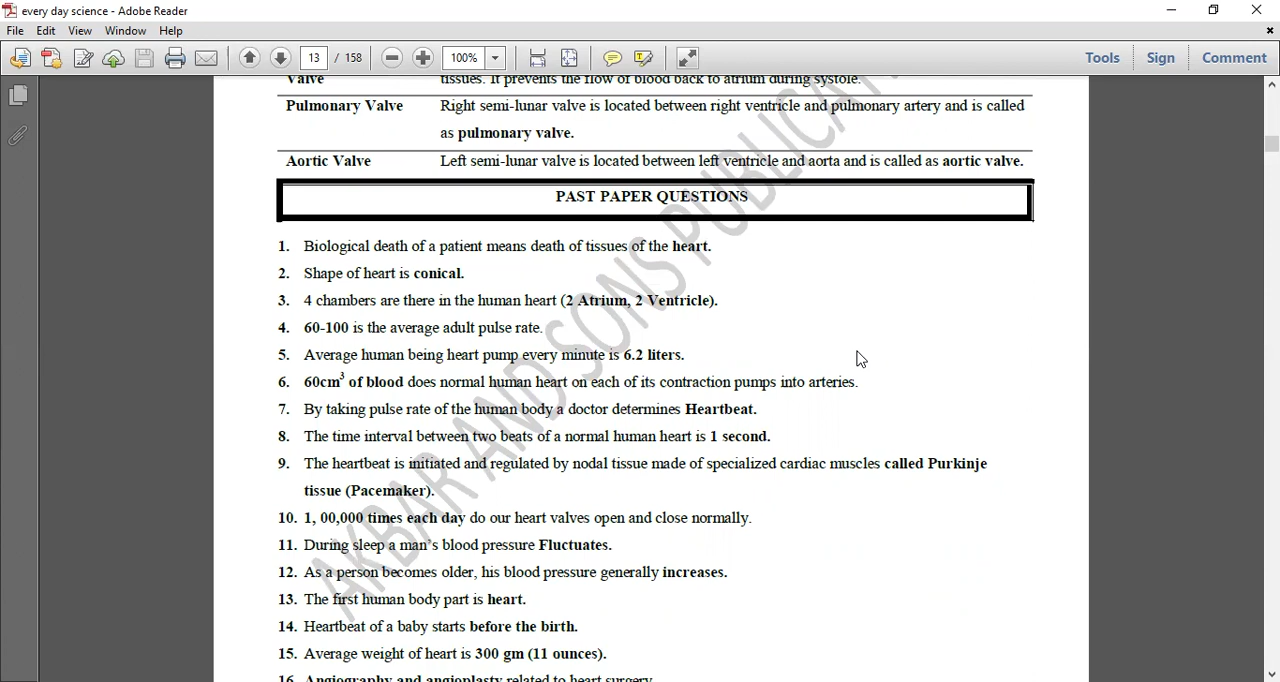 every day science - Adobe Reader
File Edit View Window Help
13 / 158 100% Tools Sign Comment
Valve tissues. It prevents the flow of blood back to atrium during systole.
Pulmonary Valve Right semi-lunar valve is located between right ventricle and pulmonary artery and is called
as pulmonary valve.
Aortic Valve Left semi-lunar valve is located between left ventricle and aorta and is called as aortic valve.
PAST PAPER QUESTIONS
1. Biological death of a patient means death of tissues of the heart.
2. Shape of heart is conical.
3. 4 chambers are there in the human heart (2 Atrium, 2 Ventricle).
4. 60-100 is the average adult pulse rate.
5. Average human being heart pump every minute is 6.2 liters.
6. 60cm³ of blood does normal human heart on each of its contraction pumps into arteries.
7. By taking pulse rate of the human body a doctor determines Heartbeat.
8. The time interval between two beats of a normal human heart is 1 second.
9. The heartbeat is initiated and regulated by nodal tissue made of specialized cardiac muscles called Purkinje
tissue (Pacemaker).
10. 1, 00,000 times each day do our heart valves open and close normally.
11. During sleep a man's blood pressure Fluctuates.
12. As a person becomes older, his blood pressure generally increases.
13. The first human body part is heart.
14. Heartbeat of a baby starts before the birth.
15. Average weight of heart is 300 gm (11 ounces).
16. Angiography and angioplasty related to heart surgery.
AKBAR AND SONS